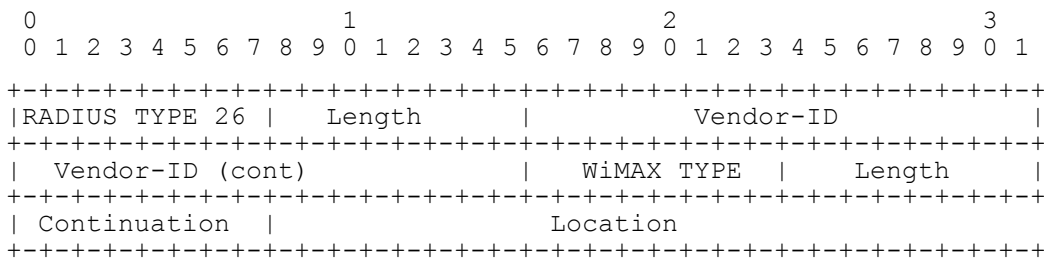 0                   1                   2                   3
 0 1 2 3 4 5 6 7 8 9 0 1 2 3 4 5 6 7 8 9 0 1 2 3 4 5 6 7 8 9 0 1
+-+-+-+-+-+-+-+-+-+-+-+-+-+-+-+-+-+-+-+-+-+-+-+-+-+-+-+-+-+-+-+-+
|RADIUS TYPE 26 |   Length      |          Vendor-ID            |
+-+-+-+-+-+-+-+-+-+-+-+-+-+-+-+-+-+-+-+-+-+-+-+-+-+-+-+-+-+-+-+-+
|  Vendor-ID (cont)             |   WiMAX TYPE  |    Length     |
+-+-+-+-+-+-+-+-+-+-+-+-+-+-+-+-+-+-+-+-+-+-+-+-+-+-+-+-+-+-+-+-+
| Continuation  |                 Location
+-+-+-+-+-+-+-+-+-+-+-+-+-+-+-+-+-+-+-+-+-+-+-+-+-+-+-+-+-+-+-+-+